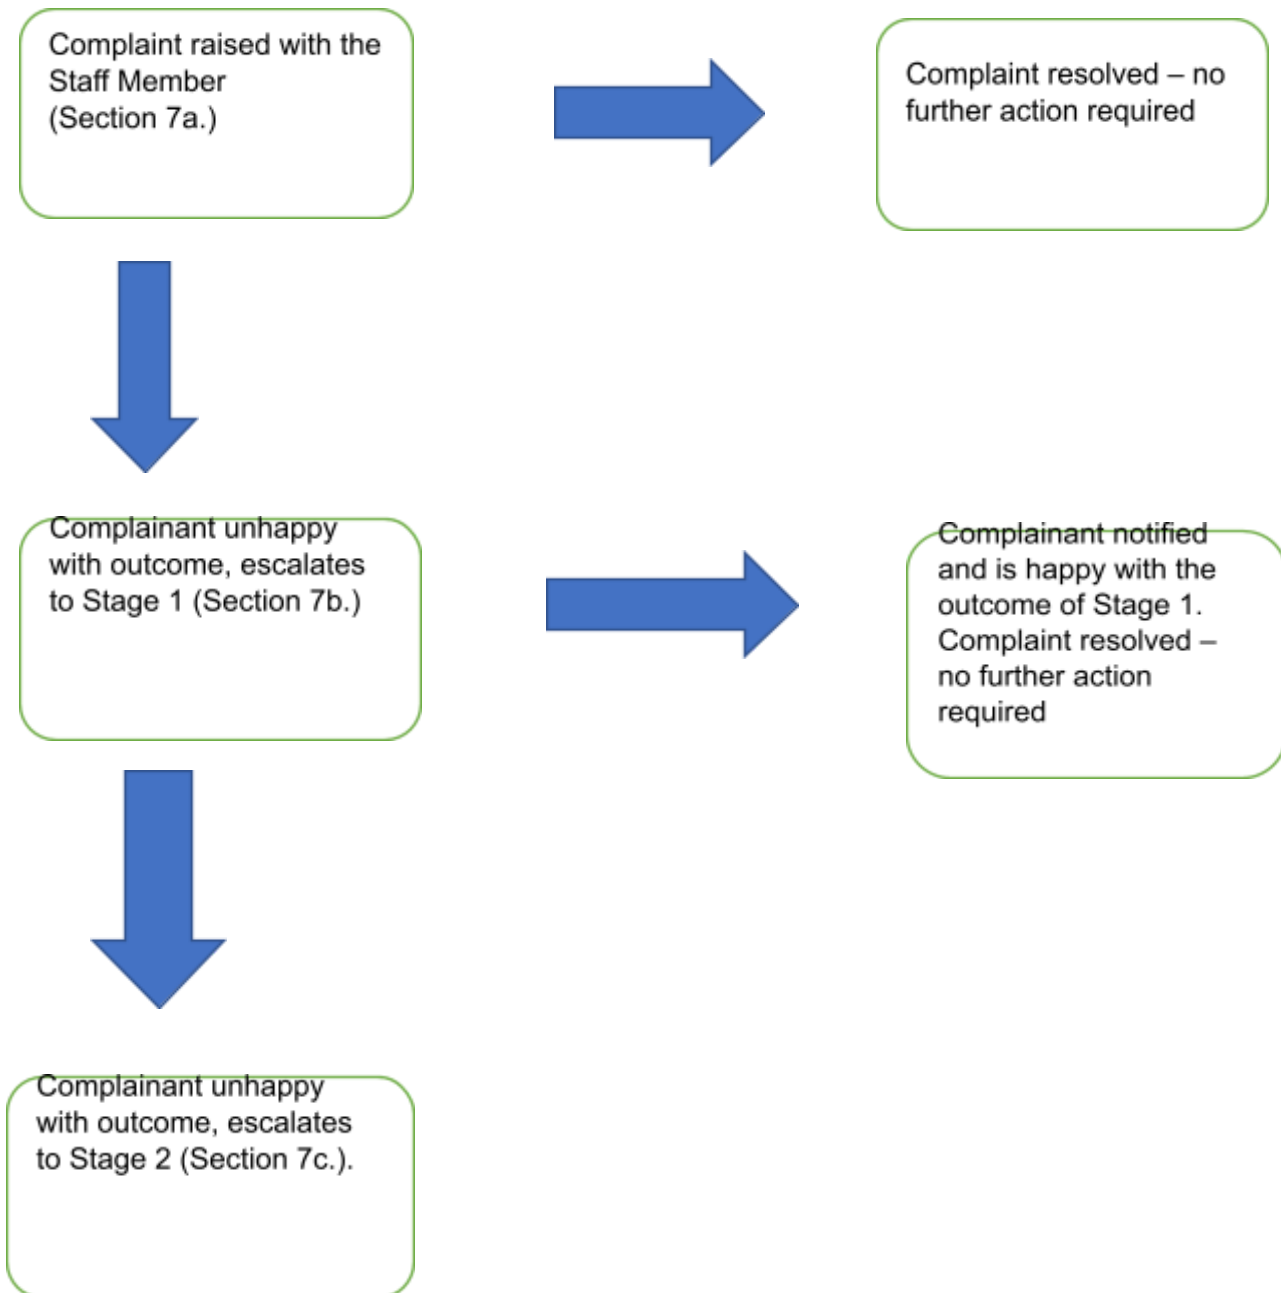 Complaint raised with the
Staff Member
(Section 7a.)
Complaint resolved – no
further action required
Complainant unhappy
with outcome, escalates
to Stage 1 (Section 7b.)
Complainant notified
and is happy with the
outcome of Stage 1.
Complaint resolved –
no further action
required
Complainant unhappy
with outcome, escalates
to Stage 2 (Section 7c.).